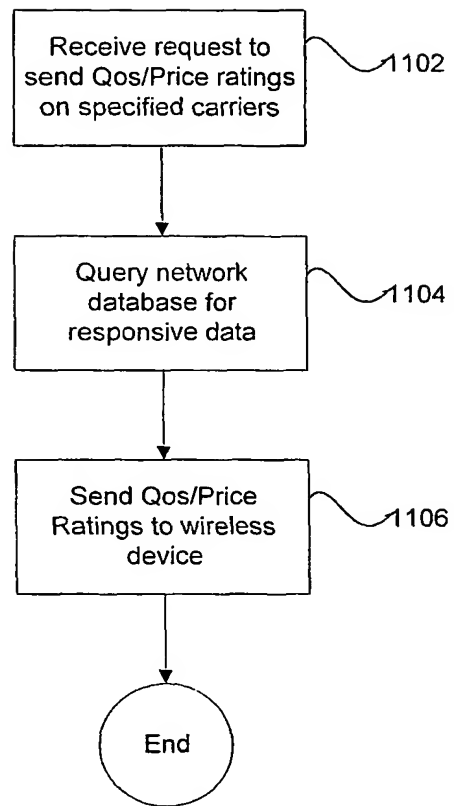 Receive request to
send Qos/Price ratings
on specified carriers
1102
Query network
database for
responsive data
1104
Send Qos/Price
Ratings to wireless
device
1106
End